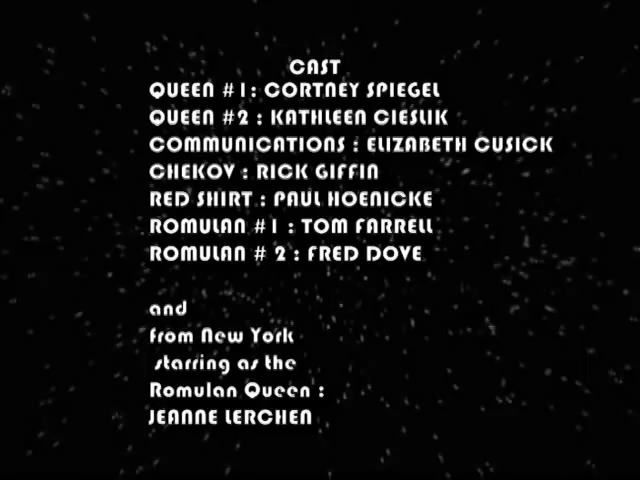 CAST
QUEEN #1: CORTNEY SPIEGEL
QUEEN #2 : KATHLEEN CIESLIK
COMMUNICATIONS : ELIZABETH CUSICK
CHEKOV : RICK GIFFIN
RED SHIRT : PAUL HOENICKE
ROMULAN #1 : TOM FARRELL
ROMULAN # 2 : FRED DOVE
and
from New York
starring as the
Romulan Queen :
JEANNE LERCHEN